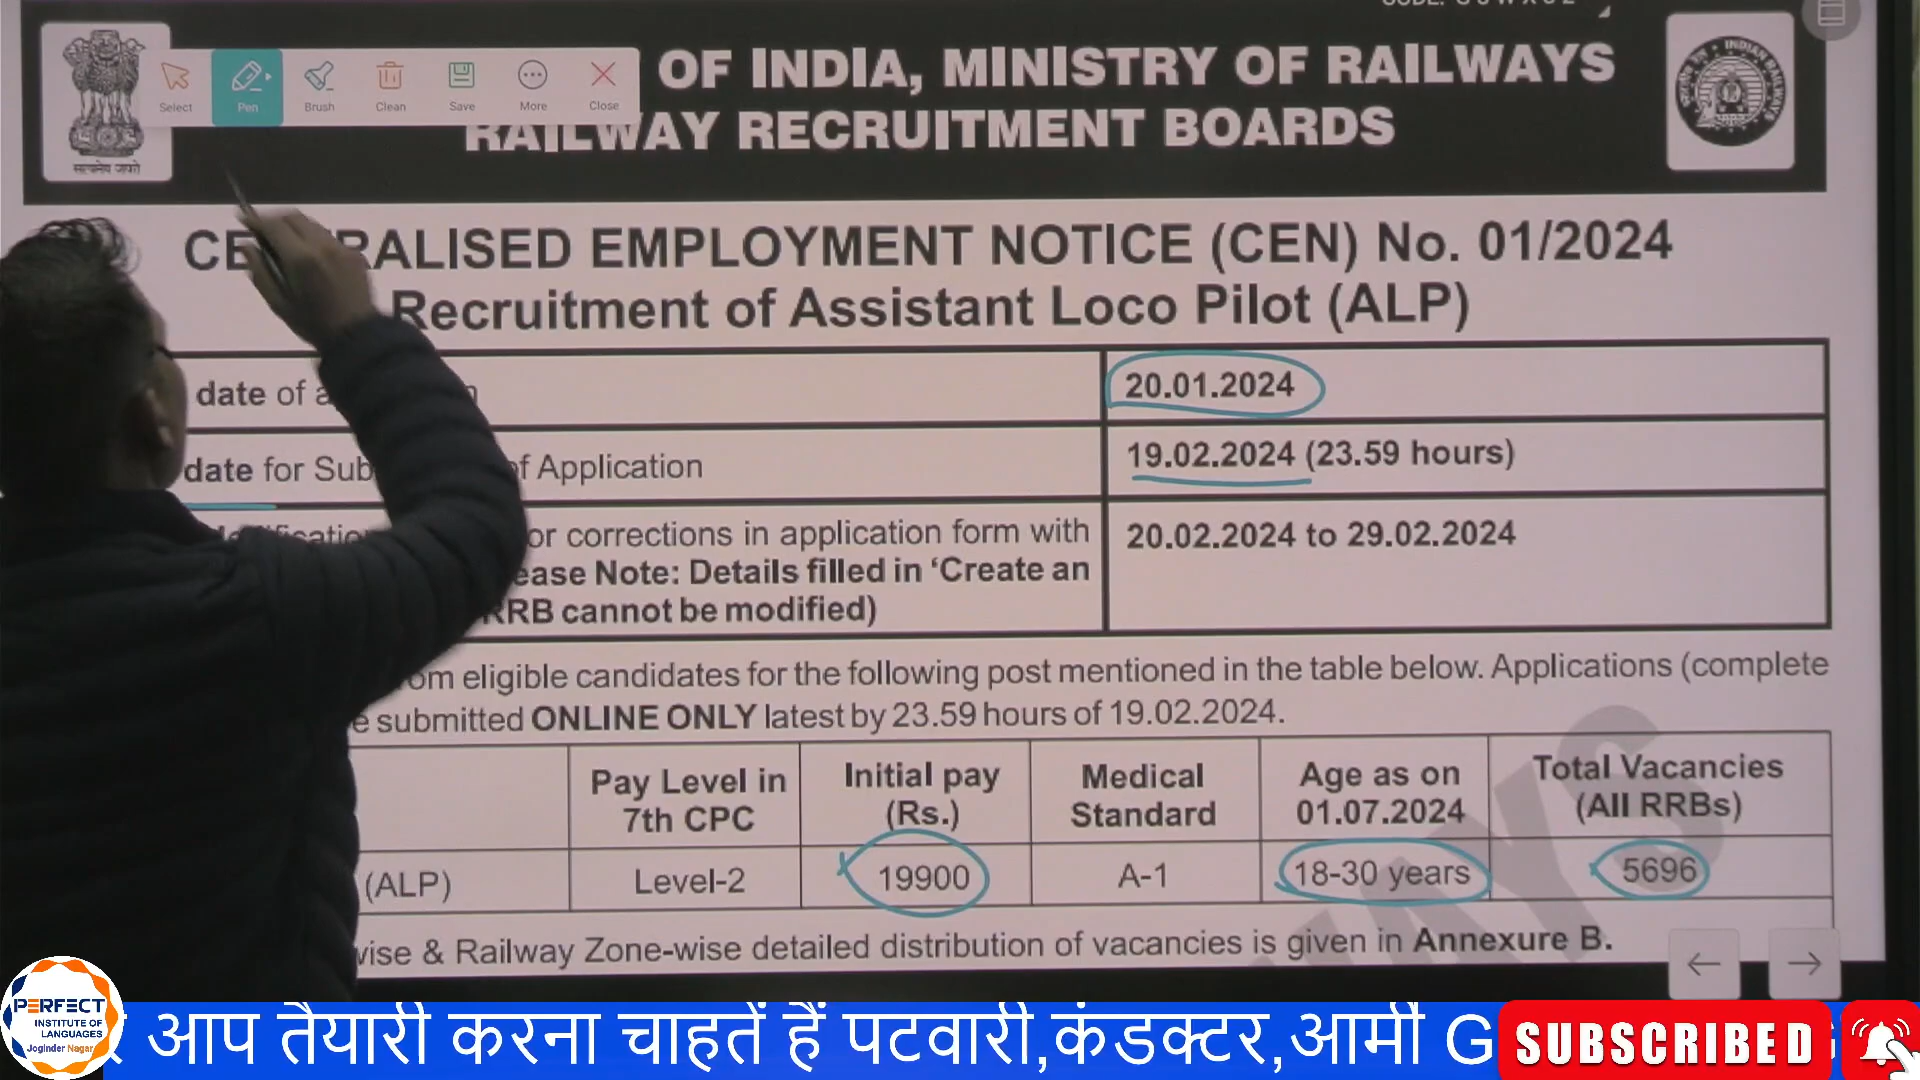 OF INDIA, MINISTRY OF RAILWAYS
RAILWAY RECRUITMENT BOARDS
सत्यमेव जयते
INDIAN RAILWAYS
Select
Pen
Brush
Clean
Save
More
Close
CENTRALISED EMPLOYMENT NOTICE (CEN) No. 01/2024
Recruitment of Assistant Loco Pilot (ALP)
date of
20.01.2024
date for of Application
19.02.2024 (23.59 hours)
or corrections in application form with
20.02.2024 to 29.02.2024
ease Note: Details filled in ‘Create an
RRB cannot be modified)
om eligible candidates for the following post mentioned in the table below. Applications (complete
e submitted ONLINE ONLY latest by 23.59 hours of 19.02.2024.
Pay Level in
7th CPC
Initial pay
(Rs.)
Medical
Standard
Age as on
01.07.2024
Total Vacancies
(All RRBs)
(ALP)
Level-2
19900
A-1
18-30 years
5696
wise & Railway Zone-wise detailed distribution of vacancies is given in Annexure B.
PERFECT
INSTITUTE OF
LANGUAGES
Joginder Nagar
आप तैयारी करना चाहतें हैं पटवारी,कंडक्टर,आर्मी G
SUBSCRIBED